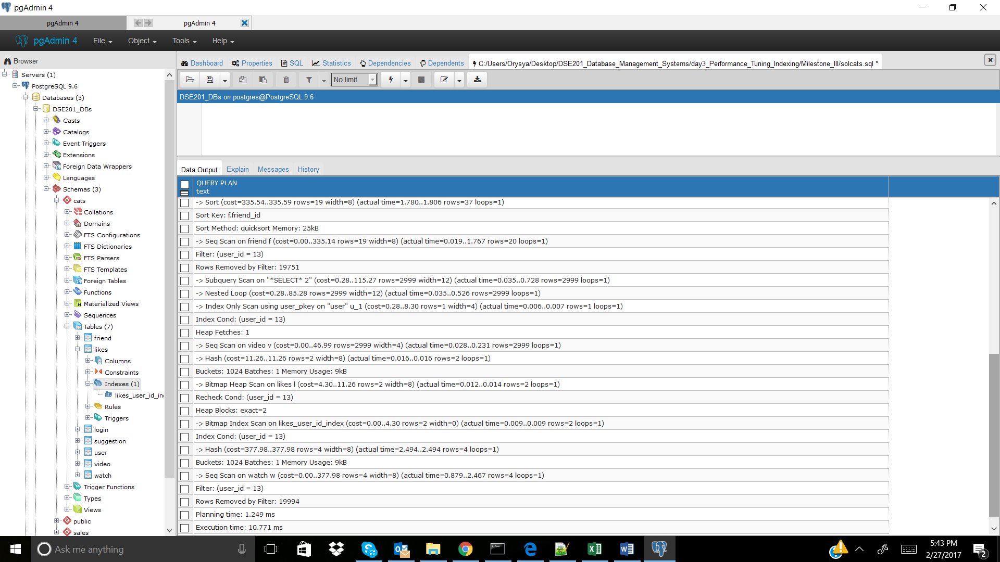 pgAdmin 4
pgAdmin 4
pgAdmin 4
pgAdmin 4
File
Object
Tools
Help
Browser
Servers (1)
PostgreSQL 9.6
Databases (3)
DSE201_DBs
Casts
Catalogs
Event Triggers
Extensions
Foreign Data Wrappers
Languages
Schemas (3)
cats
Collations
Domains
FTS Configurations
FTS Dictionaries
FTS Parsers
FTS Templates
Foreign Tables
Functions
Materialized Views
Sequences
Tables (7)
friend
likes
Columns
Constraints
Indexes (1)
likes_user_id_in
Rules
Triggers
login
suggestion
user
video
watch
Trigger Functions
Types
Views
public
sales
Dashboard
Properties
SQL
Statistics
Dependencies
Dependents
C:/Users/Orysya/Desktop/DSE201_Database_Management_Systems/day3_Performance_Tuning_Indexing/Milestone_III/solcats.sql *
No limit
DSE201_DBs on postgres@PostgreSQL 9.6
Data Output
Explain
Messages
History
QUERY PLAN
text
-> Sort (cost=335.54..335.59 rows=19 width=8) (actual time=1.780..1.806 rows=37 loops=1)
Sort Key: f.friend_id
Sort Method: quicksort Memory: 25kB
-> Seq Scan on friend f (cost=0.00..335.14 rows=19 width=8) (actual time=0.019..1.767 rows=20 loops=1)
Filter: (user_id = 13)
Rows Removed by Filter: 19751
-> Subquery Scan on "*SELECT* 2" (cost=0.28..115.27 rows=2999 width=12) (actual time=0.035..0.728 rows=2999 loops=1)
-> Nested Loop (cost=0.28..85.28 rows=2999 width=12) (actual time=0.035..0.526 rows=2999 loops=1)
-> Index Only Scan using user_pkey on "user" u_1 (cost=0.28..8.30 rows=1 width=4) (actual time=0.006..0.007 rows=1 loops=1)
Index Cond: (user_id = 13)
Heap Fetches: 1
-> Seq Scan on video v (cost=0.00..46.99 rows=2999 width=4) (actual time=0.028..0.231 rows=2999 loops=1)
-> Hash (cost=11.26..11.26 rows=2 width=8) (actual time=0.016..0.016 rows=2 loops=1)
Buckets: 1024 Batches: 1 Memory Usage: 9kB
-> Bitmap Heap Scan on likes l (cost=4.30..11.26 rows=2 width=8) (actual time=0.012..0.014 rows=2 loops=1)
Recheck Cond: (user_id = 13)
Heap Blocks: exact=2
-> Bitmap Index Scan on likes_user_id_index (cost=0.00..4.30 rows=2 width=0) (actual time=0.009..0.009 rows=2 loops=1)
Index Cond: (user_id = 13)
-> Hash (cost=377.98..377.98 rows=4 width=8) (actual time=2.494..2.494 rows=4 loops=1)
Buckets: 1024 Batches: 1 Memory Usage: 9kB
-> Seq Scan on watch w (cost=0.00..377.98 rows=4 width=8) (actual time=0.879..2.467 rows=4 loops=1)
Filter: (user_id = 13)
Rows Removed by Filter: 19994
Planning time: 1.249 ms
Execution time: 10.771 ms
Ask me anything
5:43 PM
2/27/2017
2